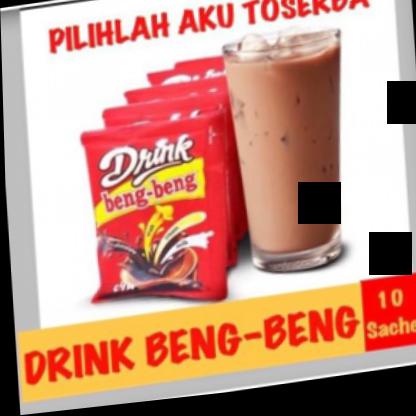 PILIHLAH AKU TOSERBA
Drink
beng-beng
DRINK BENG-BENG
10
Sache